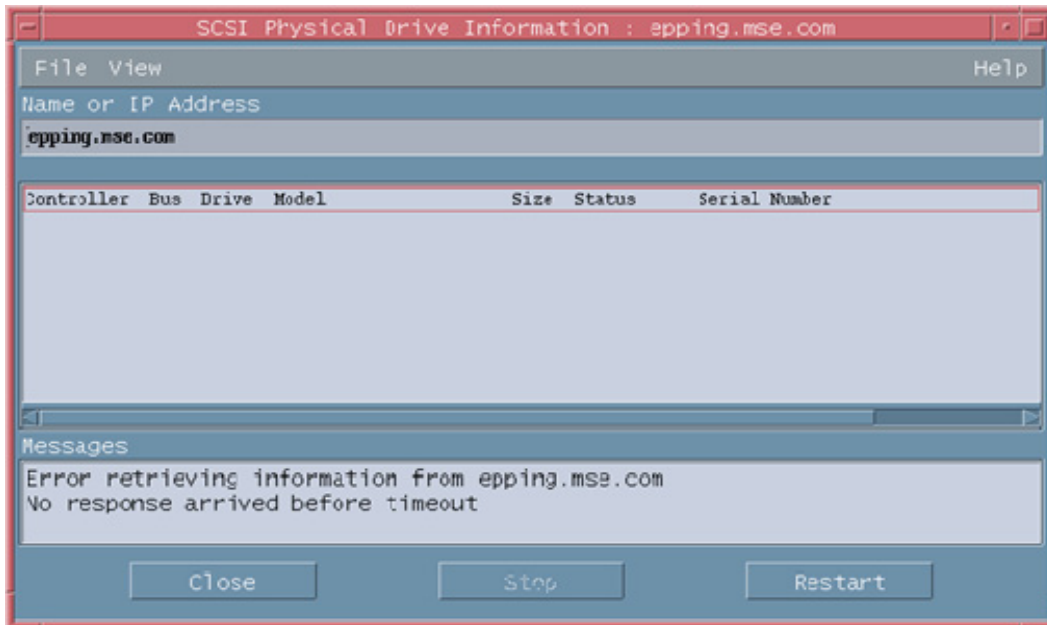 SCSI Physical Drive Information : epping.mse.com
File View Help
Name or IP Address
epping.mse.com
Controller Bus Drive Model Size Status Serial Number
Messages
Error retrieving information from epping.mse.com
No response arrived before timeout
Close Stop Restart